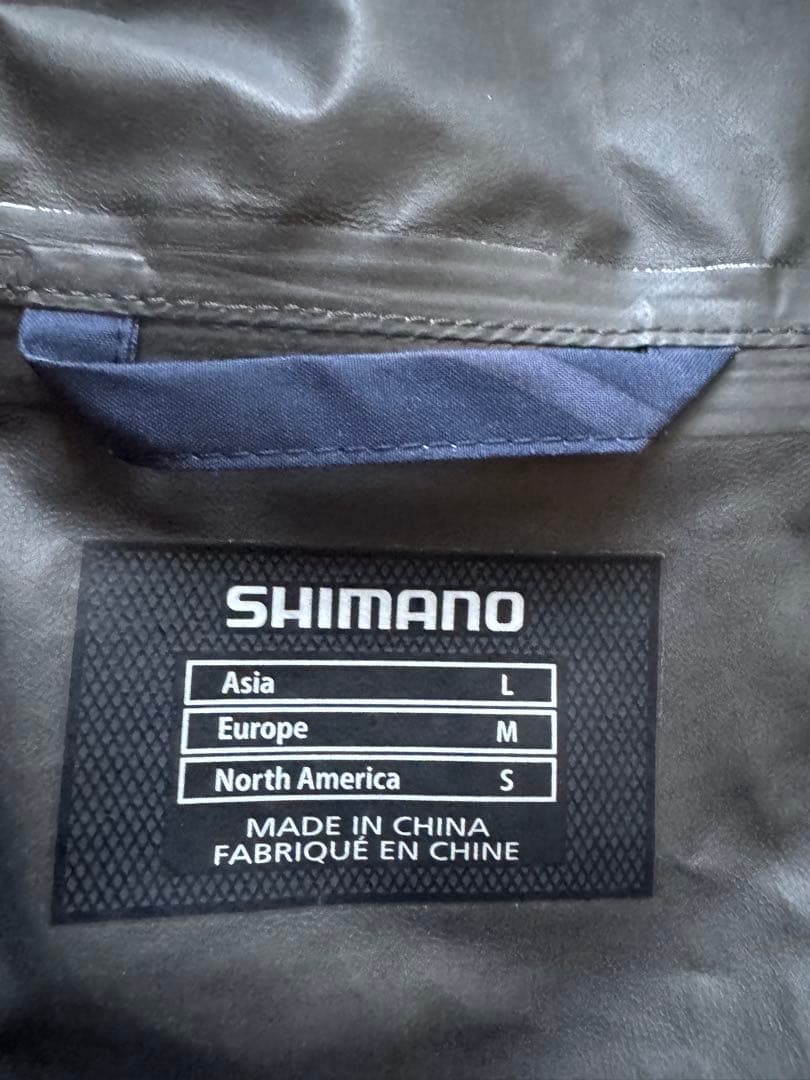 SHIMANO
Asia L
Europe M
North America S
MADE IN CHINA
FABRIQUÉ EN CHINE